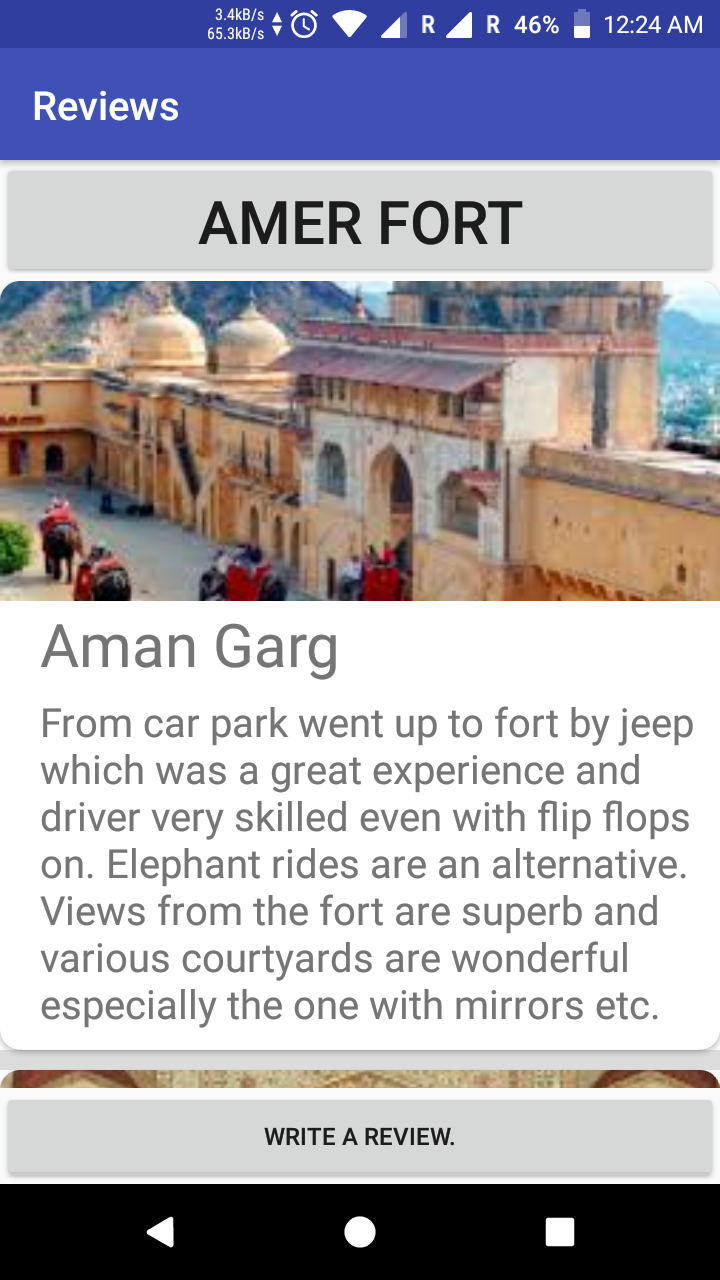 3.4kB/s
65.3kB/s
R R 46% 12:24 AM
Reviews
AMER FORT
Aman Garg
From car park went up to fort by jeep
which was a great experience and
driver very skilled even with flip flops
on. Elephant rides are an alternative.
Views from the fort are superb and
various courtyards are wonderful
especially the one with mirrors etc.
WRITE A REVIEW.